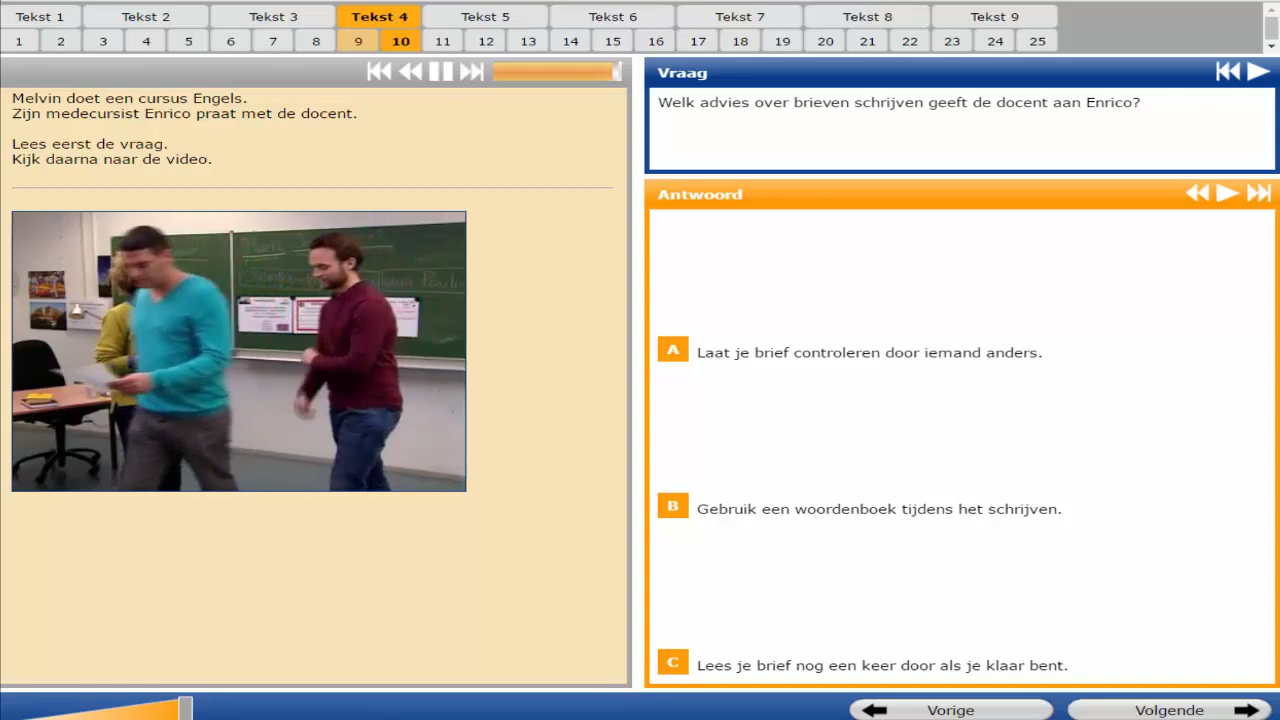 Tekst 1 Tekst 2 Tekst 3 Tekst 4 Tekst 5 Tekst 6 Tekst 7 Tekst 8 Tekst 9
1 2 3 4 5 6 7 8 9 10 11 12 13 14 15 16 17 18 19 20 21 22 23 24 25
Melvin doet een cursus Engels.
Zijn medecursist Enrico praat met de docent.
Lees eerst de vraag.
Kijk daarna naar de video.
Vraag
Welk advies over brieven schrijven geeft de docent aan Enrico?
Antwoord
A Laat je brief controleren door iemand anders.
B Gebruik een woordenboek tijdens het schrijven.
C Lees je brief nog een keer door als je klaar bent.
Vorige Volgende